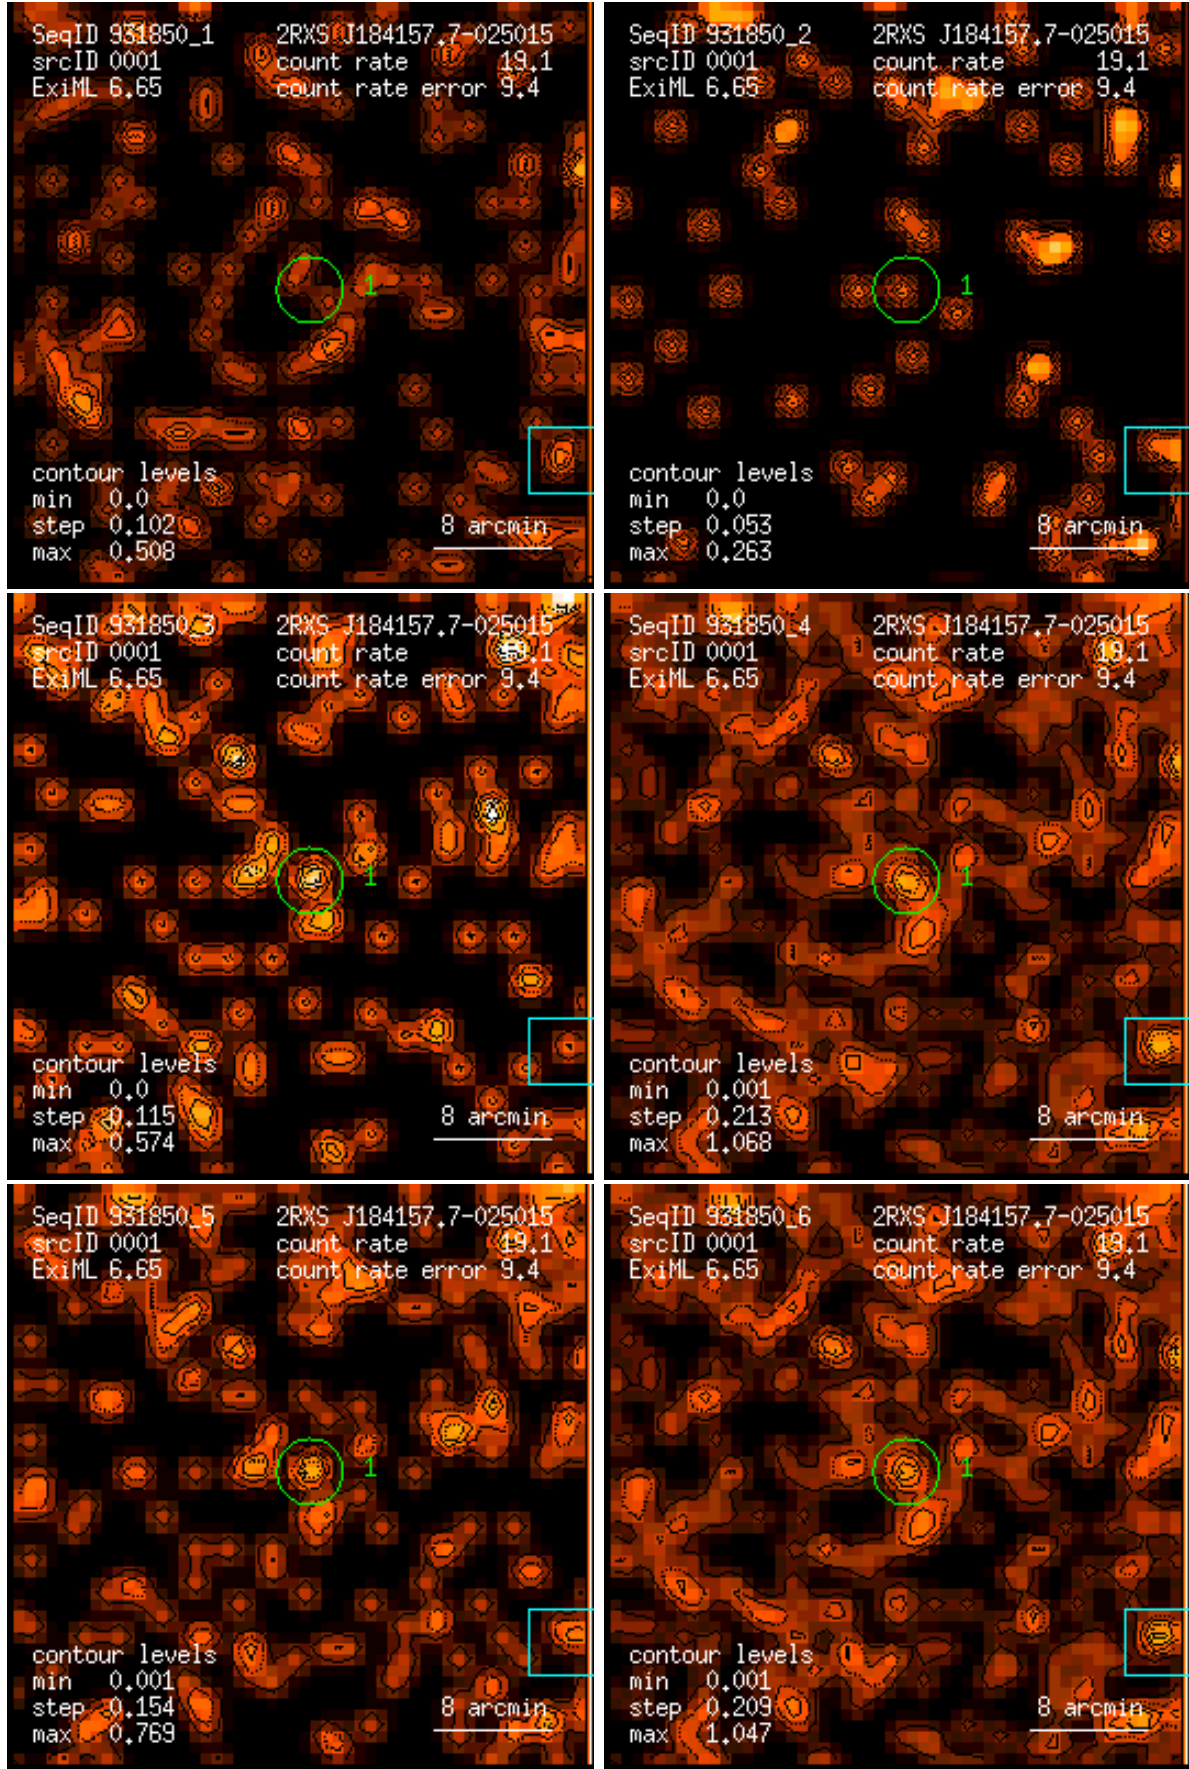 SeqID 931850_1 2RXS J184157.7-025015
srcID 0001 count rate 19.1
ExiML 6.65 count rate error 9.4
1
contour levels
min 0.0
step 0.102
max 0.508
8 arcmin
SeqID 931850_2 2RXS J184157.7-025015
srcID 0001 count rate 19.1
ExiML 6.65 count rate error 9.4
1
contour levels
min 0.0
step 0.053
max 0.263
8 arcmin
SeqID 931850_3 2RXS J184157.7-025015
srcID 0001 count rate 19.1
ExiML 6.65 count rate error 9.4
1
contour levels
min 0.0
step 0.115
max 0.574
8 arcmin
SeqID 931850_4 2RXS J184157.7-025015
srcID 0001 count rate 19.1
ExiML 6.65 count rate error 9.4
1
contour levels
min 0.001
step 0.213
max 1.068
8 arcmin
SeqID 931850_5 2RXS J184157.7-025015
srcID 0001 count rate 19.1
ExiML 6.65 count rate error 9.4
1
contour levels
min 0.001
step 0.154
max 0.769
8 arcmin
SeqID 931850_6 2RXS J184157.7-025015
srcID 0001 count rate 19.1
ExiML 6.65 count rate error 9.4
1
contour levels
min 0.001
step 0.209
max 1.047
8 arcmin